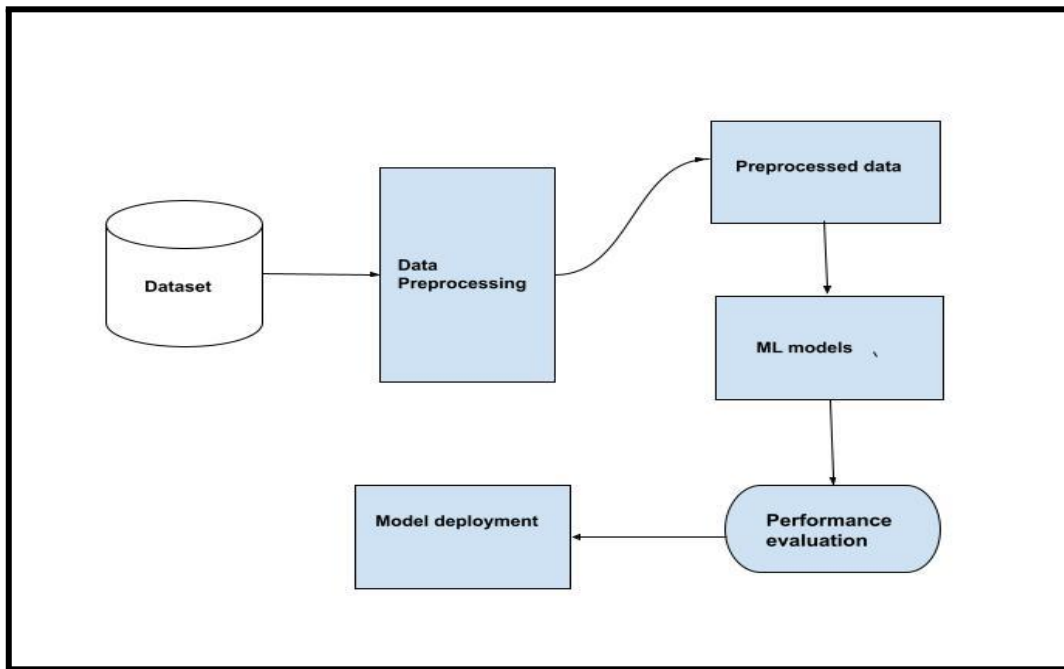 Dataset
Data
Preprocessing
Preprocessed data
ML models
Performance
evaluation
Model deployment